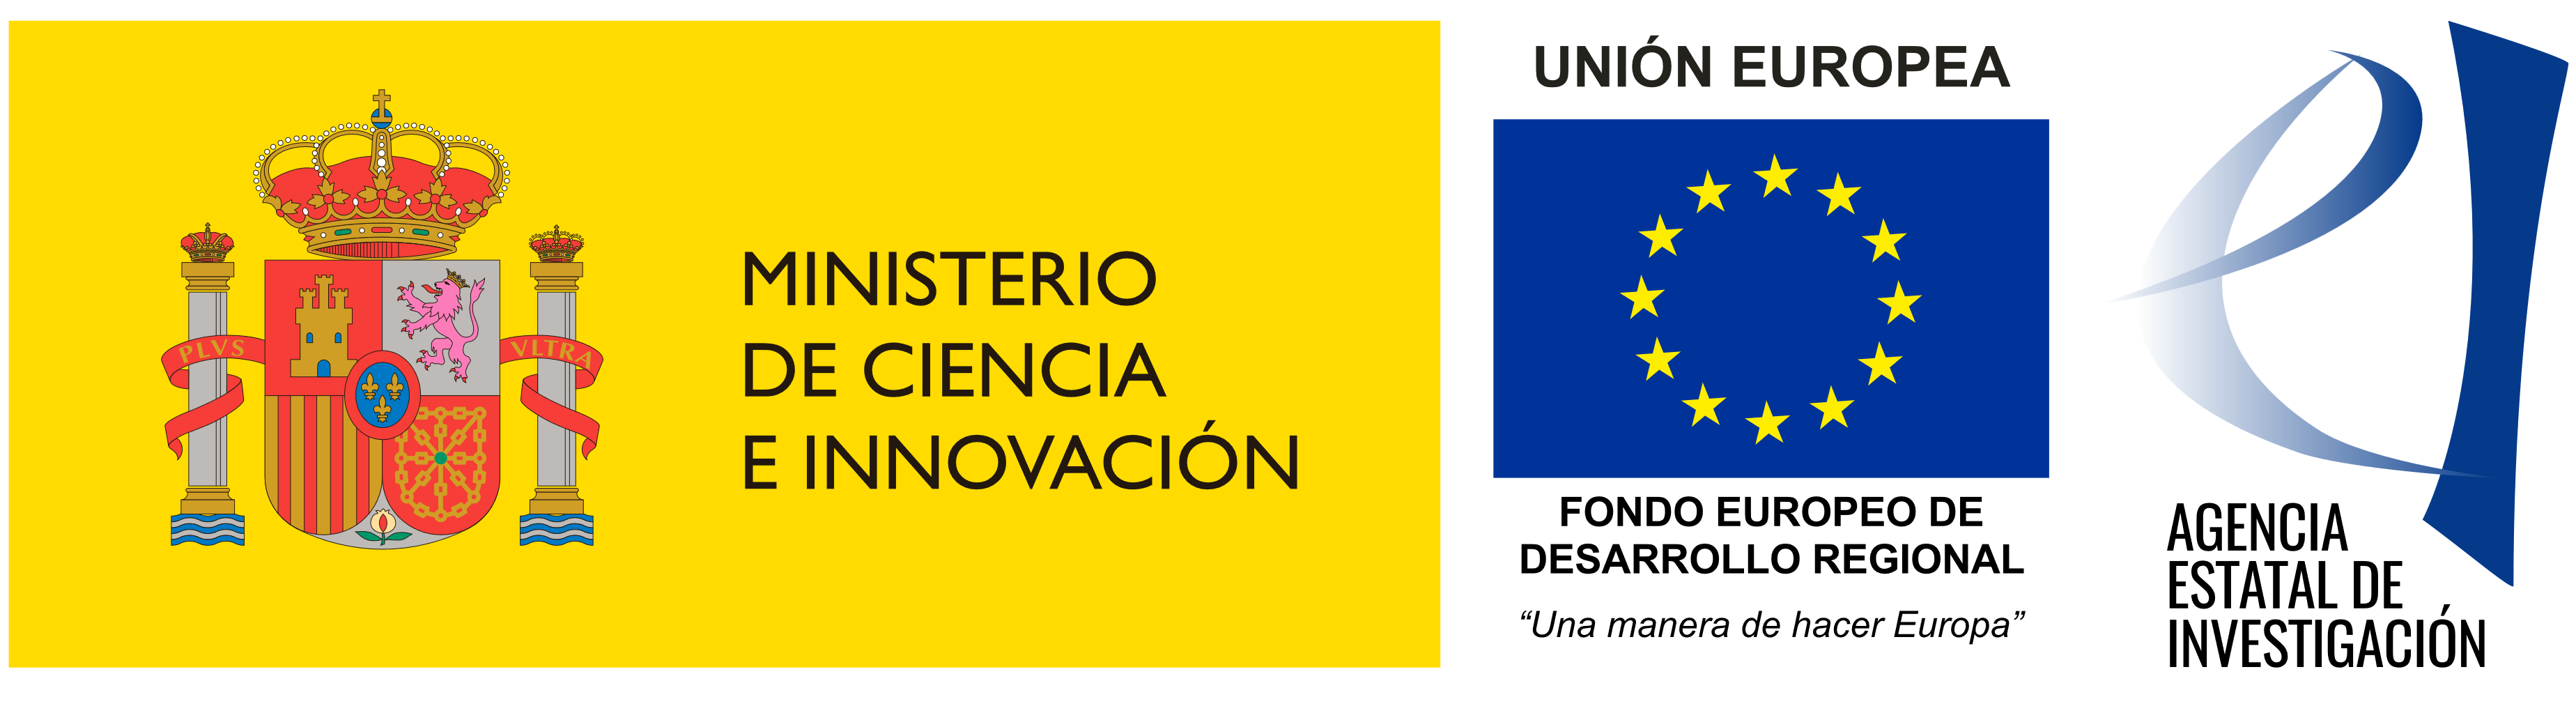 PLVS VLTRA
MINISTERIO
DE CIENCIA
E INNOVACIÓN
UNIÓN EUROPEA
FONDO EUROPEO DE
DESARROLLO REGIONAL
“Una manera de hacer Europa”
AGENCIA
ESTATAL DE
INVESTIGACIÓN